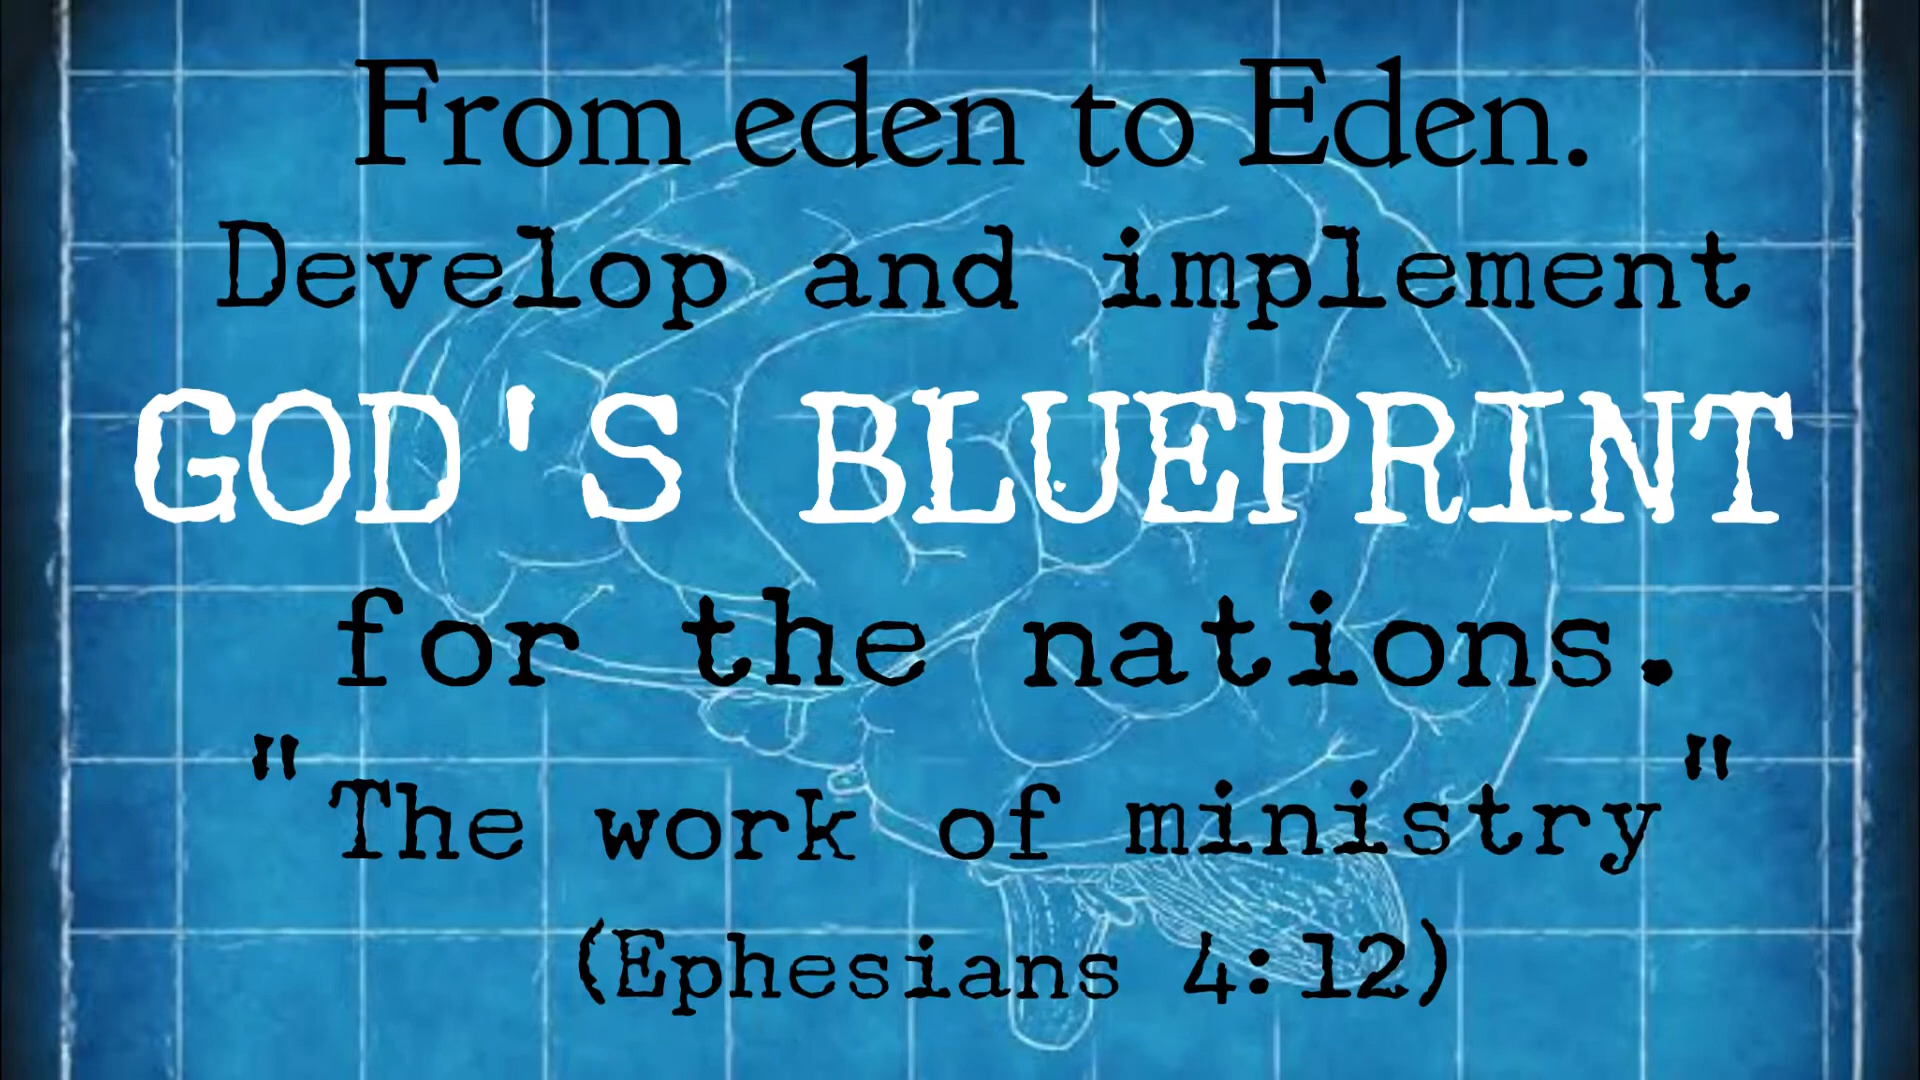 From eden to Eden.
Develop and implement
GOD'S BLUEPRINT
for the nations.
"The work of ministry"
(Ephesians 4:12)